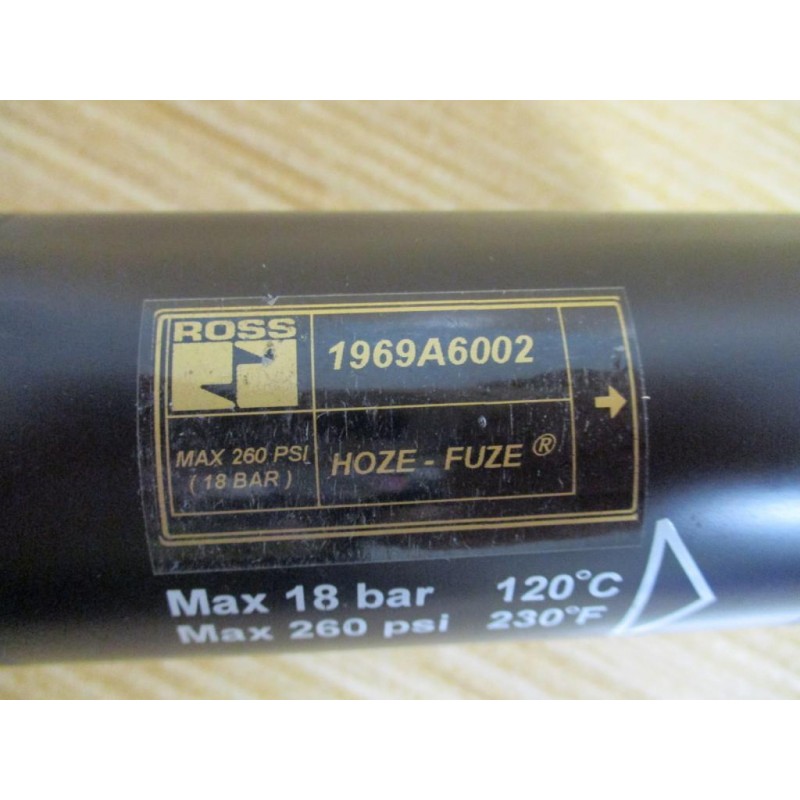 ROSS
1969A6002
MAX 260 PSI
( 18 BAR )
HOZE - FUZE ®
Max 18 bar 120°C
Max 260 psi 230°F